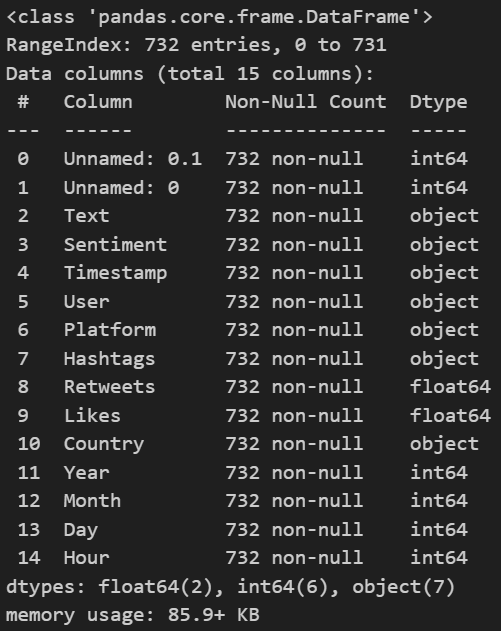 <class 'pandas.core.frame.DataFrame'>
RangeIndex: 732 entries, 0 to 731
Data columns (total 15 columns):
 #   Column        Non-Null Count  Dtype
---  ------        --------------  -----
 0   Unnamed: 0.1  732 non-null    int64
 1   Unnamed: 0    732 non-null    int64
 2   Text          732 non-null    object
 3   Sentiment     732 non-null    object
 4   Timestamp     732 non-null    object
 5   User          732 non-null    object
 6   Platform      732 non-null    object
 7   Hashtags      732 non-null    object
 8   Retweets      732 non-null    float64
 9   Likes         732 non-null    float64
 10  Country       732 non-null    object
 11  Year          732 non-null    int64
 12  Month         732 non-null    int64
 13  Day           732 non-null    int64
 14  Hour          732 non-null    int64
dtypes: float64(2), int64(6), object(7)
memory usage: 85.9+ KB